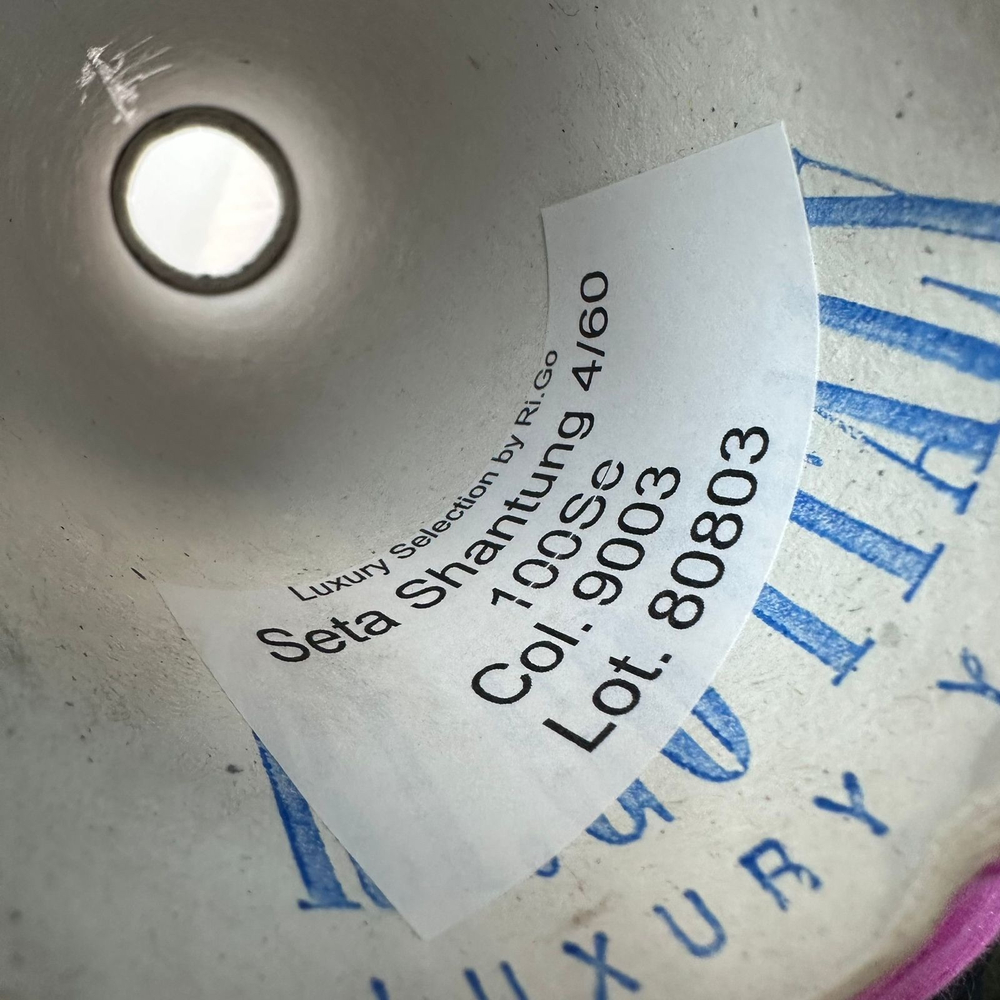 Luxury Selection by Ri.Go
Seta Shantung 4/60
100Se
Col. 9003
Lot. 80803
LUXURY Y